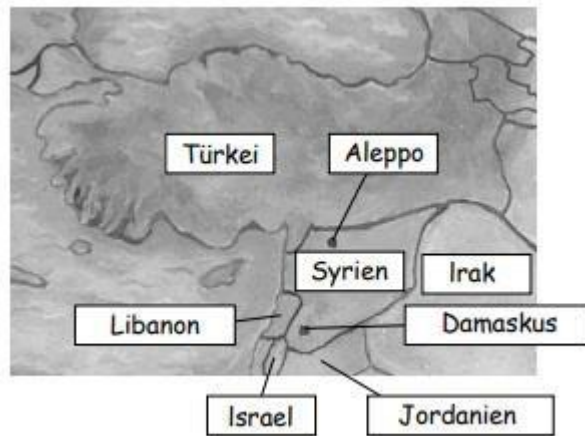 Türkei
Aleppo
Syrien
Irak
Libanon
Damaskus
Israel
Jordanien